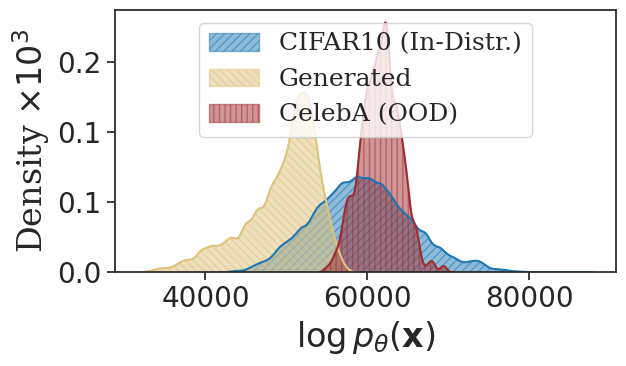 CIFAR10 (In-Distr.)
Generated
CelebA (OOD)
Density ×10³
0.2
0.1
0.1
0.0
40000 60000 80000
log p_θ(x)